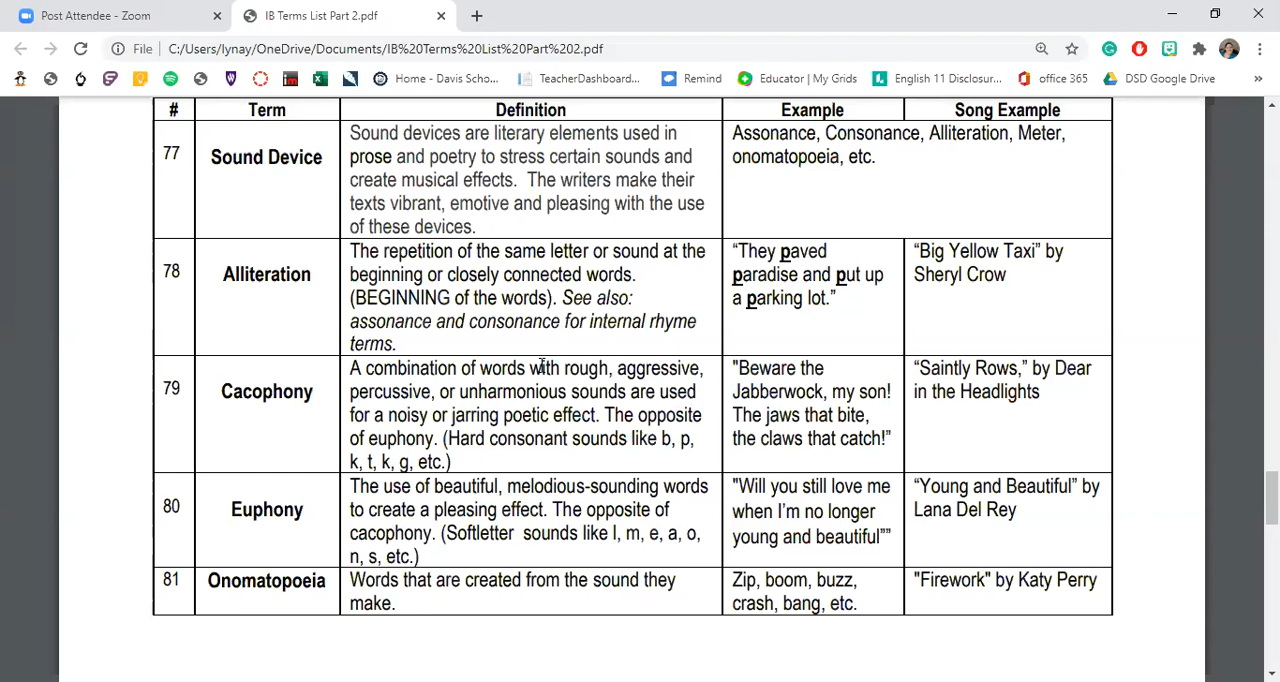 Post Attendee - Zoom
IB Terms List Part 2.pdf
File
C:/Users/lynay/OneDrive/Documents/IB%20Terms%20List%20Part%202.pdf
Home - Davis Scho...
TeacherDashboard...
Remind
Educator | My Grids
English 11 Disclosur...
office 365
DSD Google Drive
# Term Definition Example Song Example
77
Sound Device
Sound devices are literary elements used in
prose and poetry to stress certain sounds and
create musical effects. The writers make their
texts vibrant, emotive and pleasing with the use
of these devices.
Assonance, Consonance, Alliteration, Meter,
onomatopoeia, etc.
78
Alliteration
The repetition of the same letter or sound at the
beginning or closely connected words.
(BEGINNING of the words). See also:
assonance and consonance for internal rhyme
terms.
“They paved
paradise and put up
a parking lot.”
“Big Yellow Taxi” by
Sheryl Crow
79
Cacophony
A combination of words with rough, aggressive,
percussive, or unharmonious sounds are used
for a noisy or jarring poetic effect. The opposite
of euphony. (Hard consonant sounds like b, p,
k, t, k, g, etc.)
"Beware the
Jabberwock, my son!
The jaws that bite,
the claws that catch!”
“Saintly Rows,” by Dear
in the Headlights
80
Euphony
The use of beautiful, melodious-sounding words
to create a pleasing effect. The opposite of
cacophony. (Softletter sounds like l, m, e, a, o,
n, s, etc.)
"Will you still love me
when I’m no longer
young and beautiful””
“Young and Beautiful” by
Lana Del Rey
81
Onomatopoeia
Words that are created from the sound they
make.
Zip, boom, buzz,
crash, bang, etc.
"Firework" by Katy Perry